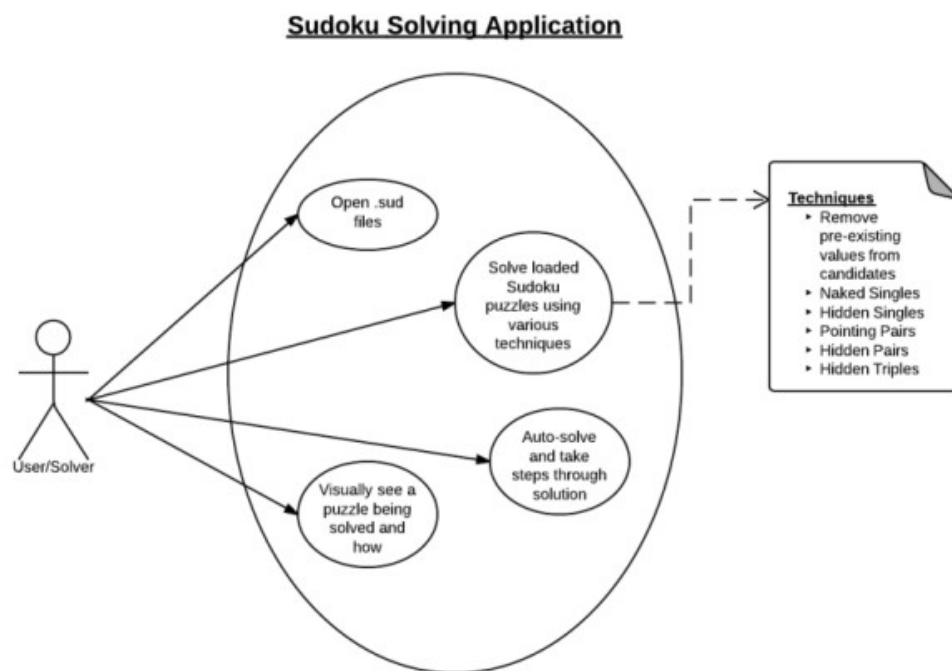 Sudoku Solving Application
Open .sud
files
Solve loaded
Sudoku
puzzles using
various
techniques
Techniques
‣ Remove
pre-existing
values from
candidates
‣ Naked Singles
‣ Hidden Singles
‣ Pointing Pairs
‣ Hidden Pairs
‣ Hidden Triples
User/Solver
Auto-solve
and take
steps through
solution
Visually see a
puzzle being
solved and
how